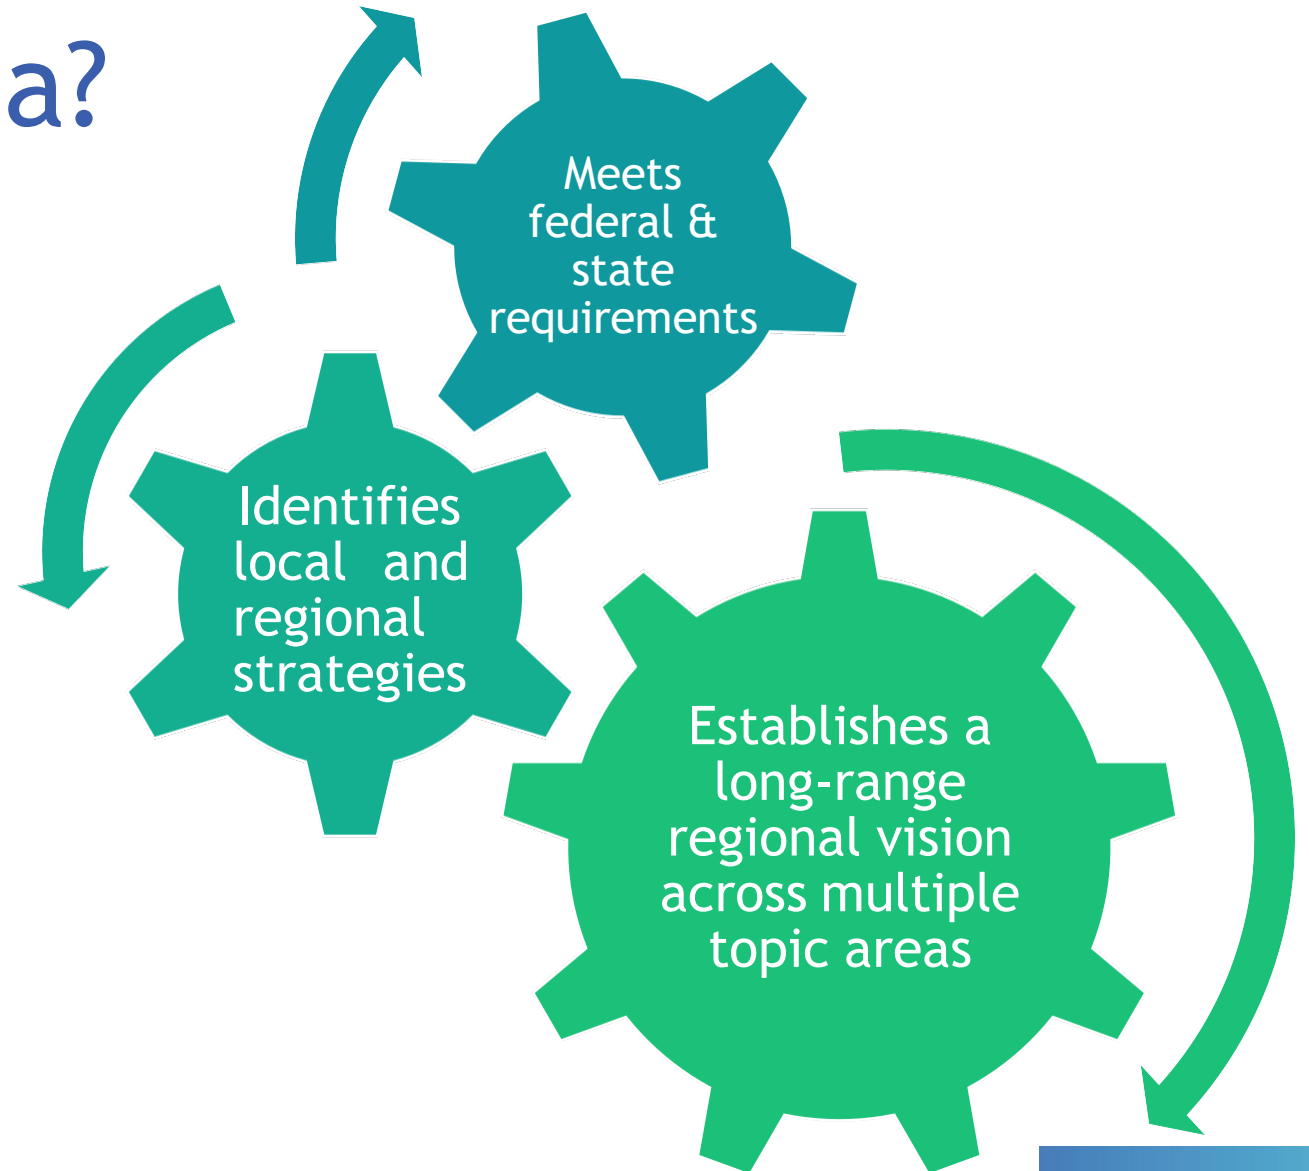 a?
Meets
federal &
state
requirements
Identifies
local and
regional
strategies
Establishes a
long-range
regional vision
across multiple
topic areas